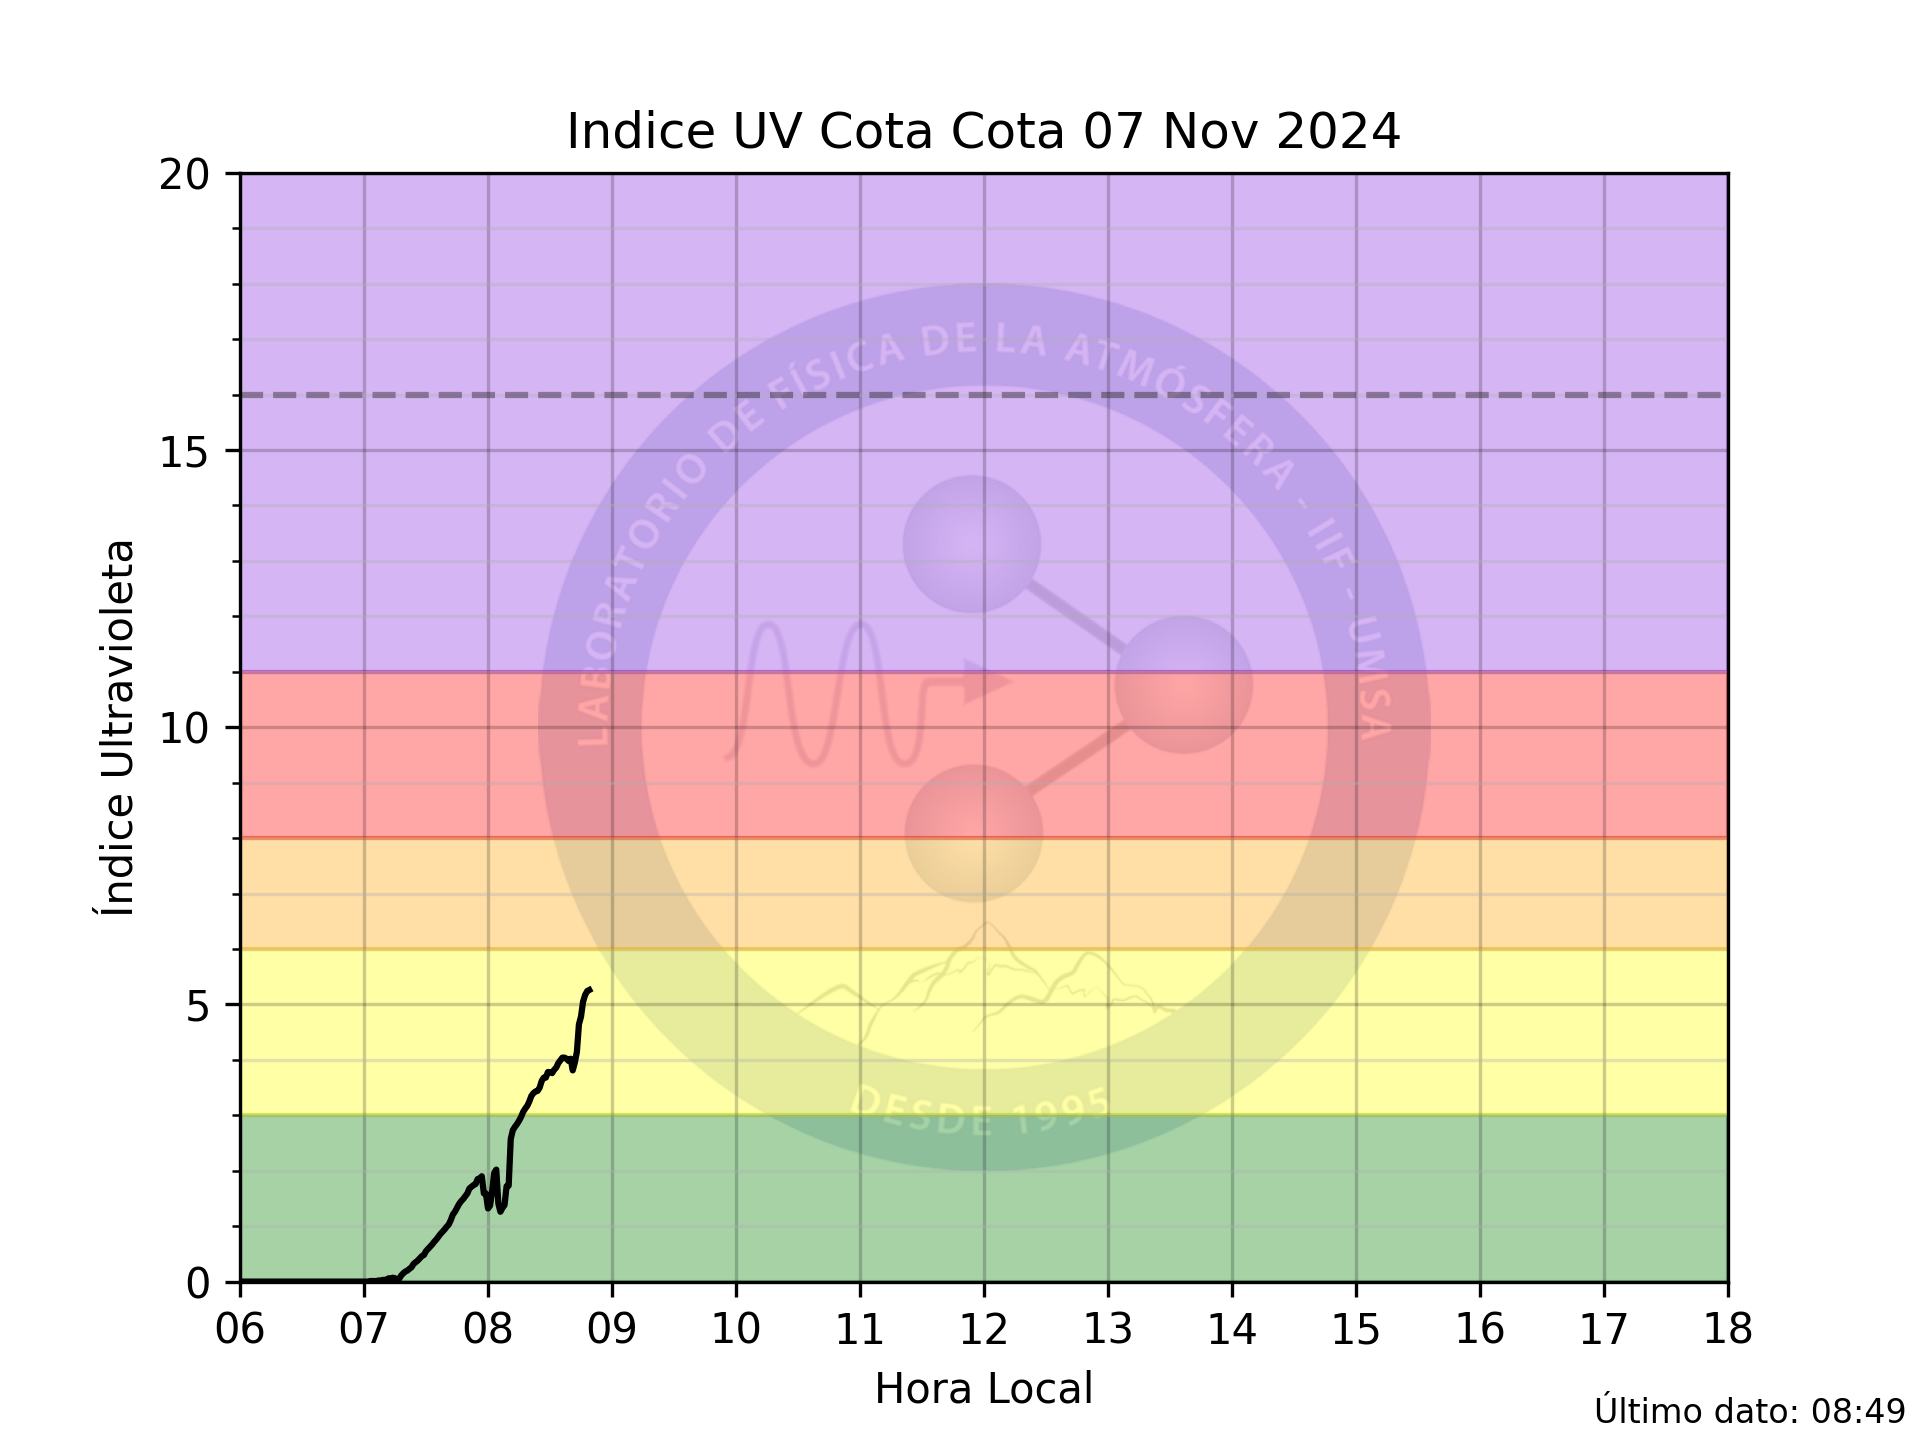 Indice UV Cota Cota 07 Nov 2024
20
15
10
5
0
Índice Ultravioleta
LABORATORIO DE FÍSICA DE LA ATMÓSFERA - IIF - UMSA
DESDE 1995
06 07 08 09 10 11 12 13 14 15 16 17 18
Hora Local
Último dato: 08:49